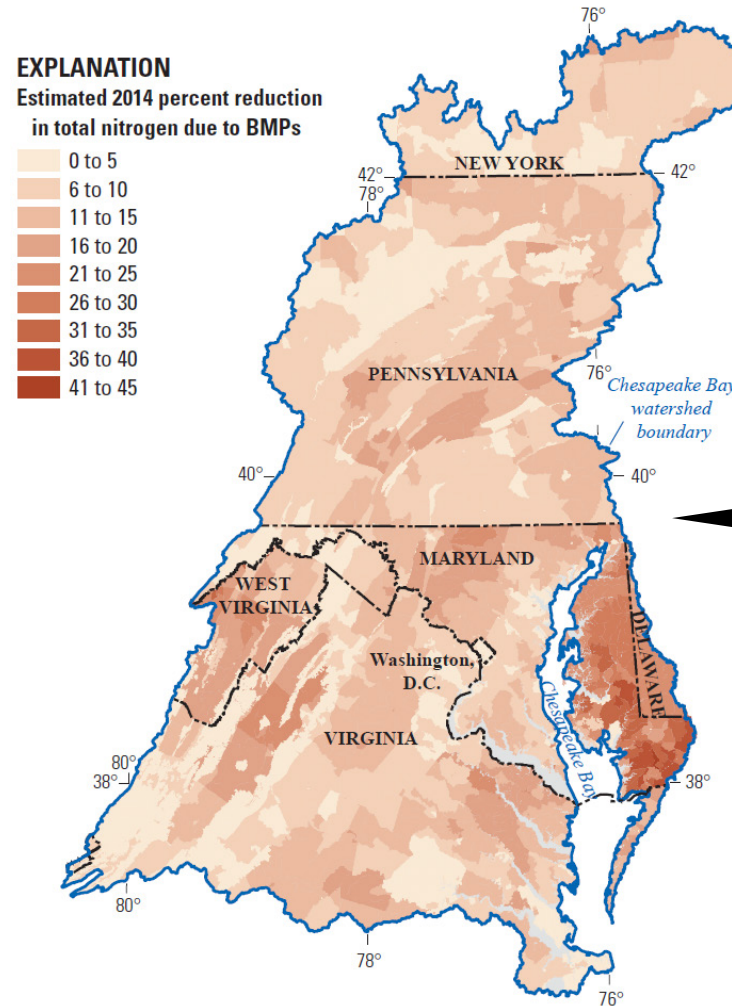 EXPLANATION
Estimated 2014 percent reduction
in total nitrogen due to BMPs
0 to 5
6 to 10
11 to 15
16 to 20
21 to 25
26 to 30
31 to 35
36 to 40
41 to 45
76°
NEW YORK
42°
42°
78°
PENNSYLVANIA
76°
Chesapeake Bay
watershed
boundary
40°
40°
MARYLAND
WEST
VIRGINIA
DELAWARE
Washington,
D.C.
VIRGINIA
Chesapeake Bay
80°
38°
38°
80°
78°
76°